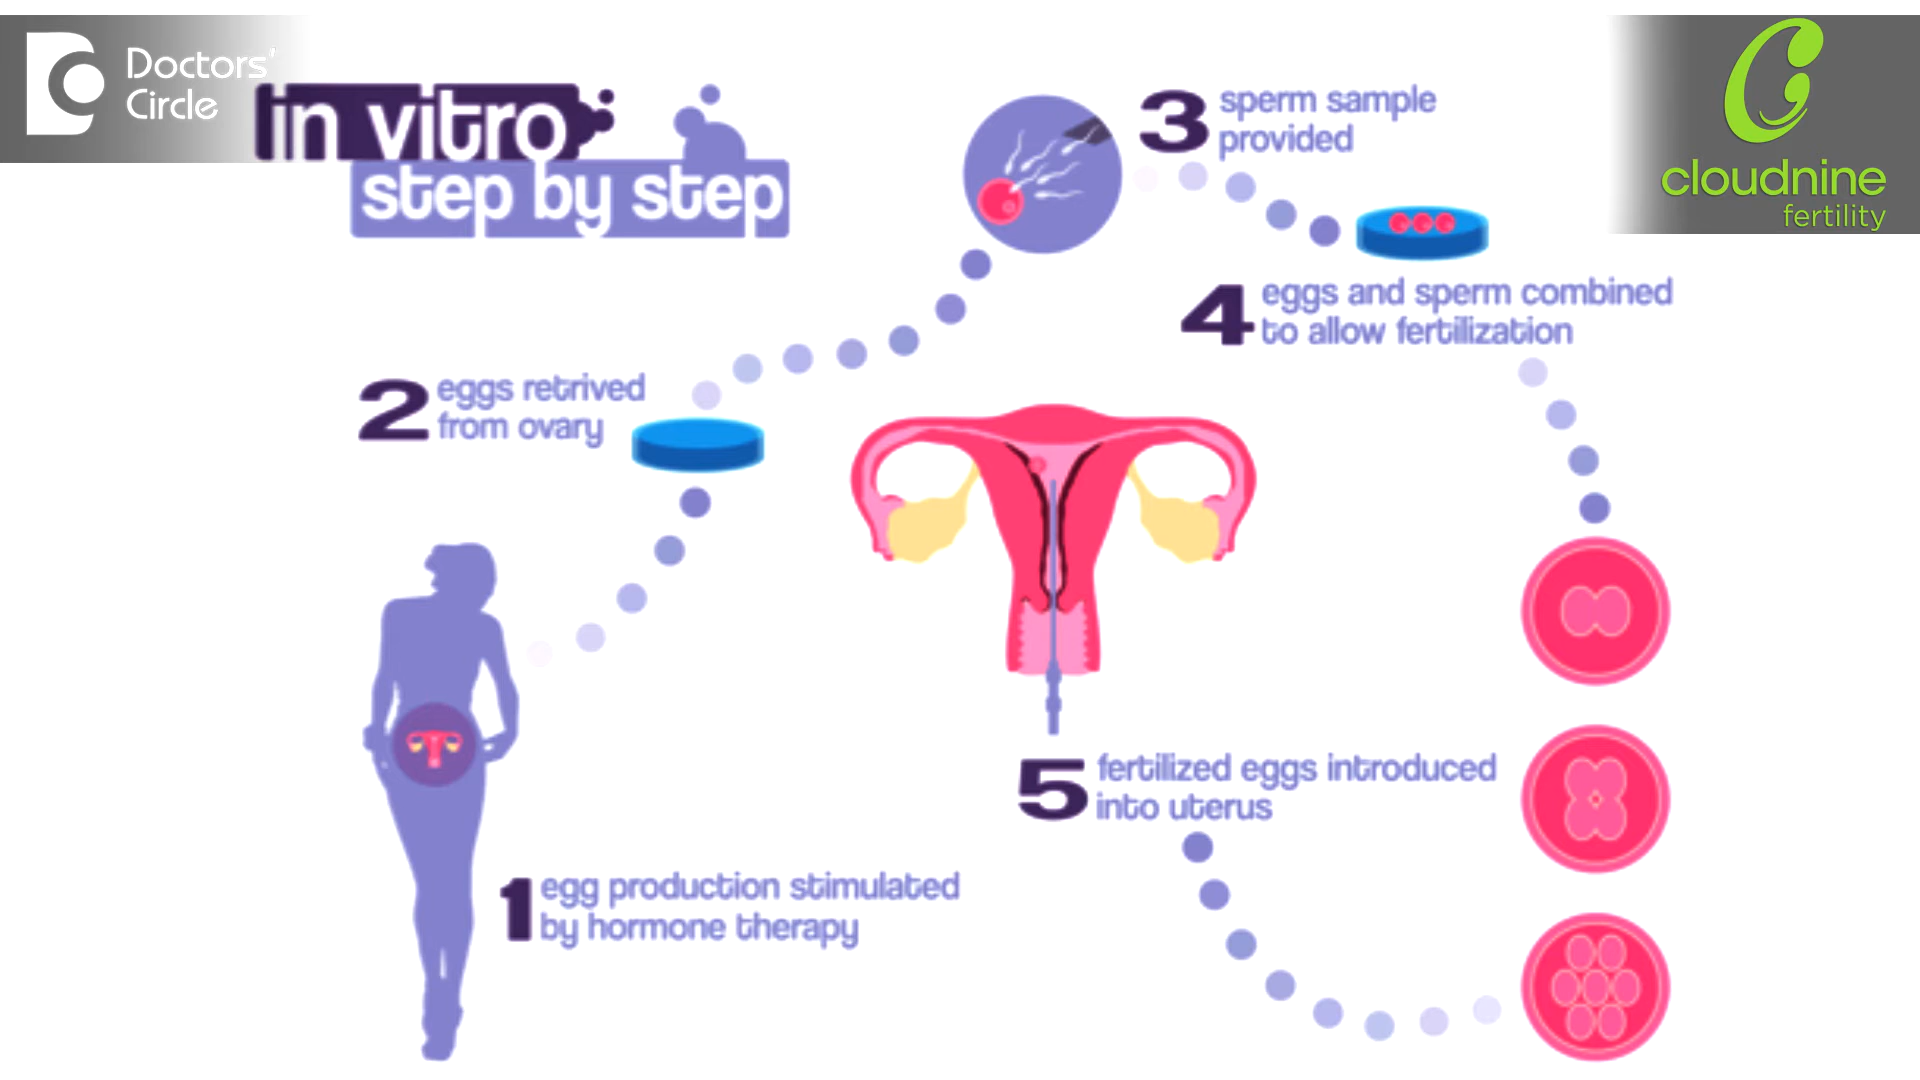 Doctors'
Circle
in vitro
step by step
3 sperm sample
provided
cloudnine
fertility
4 eggs and sperm combined
to allow fertilization
2 eggs retrived
from ovary
5 fertilized eggs introduced
into uterus
1 egg production stimulated
by hormone therapy